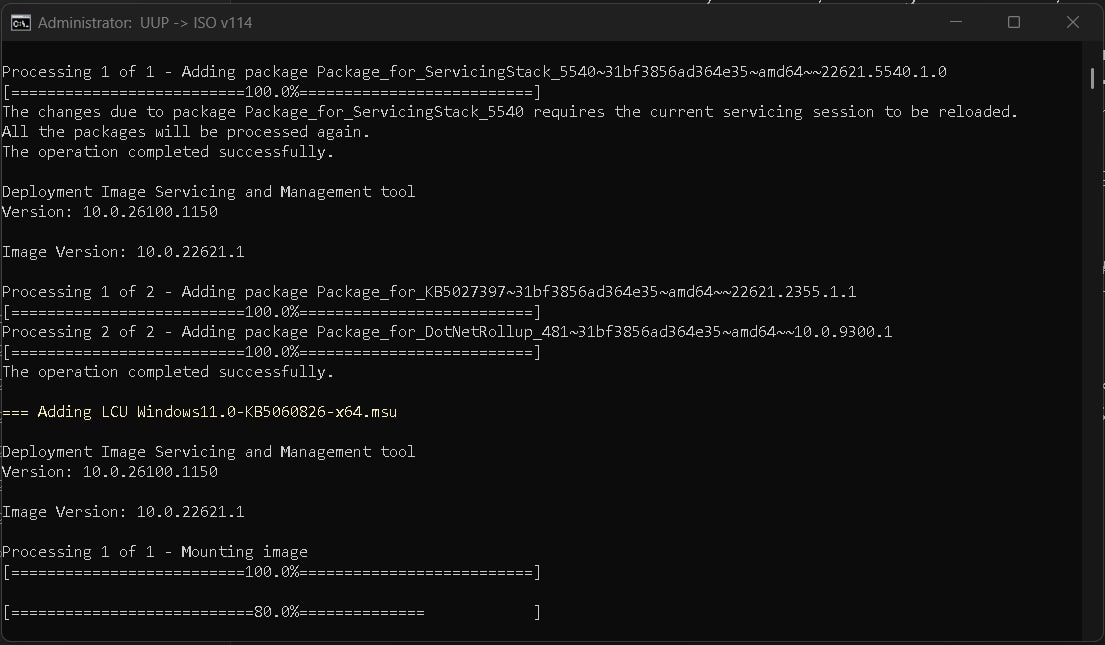 Administrator: UUP -> ISO v114
Processing 1 of 1 - Adding package Package_for_ServicingStack_5540~31bf3856ad364e35~amd64~~22621.5540.1.0
[==========================100.0%==========================]
The changes due to package Package_for_ServicingStack_5540 requires the current servicing session to be reloaded.
All the packages will be processed again.
The operation completed successfully.
Deployment Image Servicing and Management tool
Version: 10.0.26100.1150
Image Version: 10.0.22621.1
Processing 1 of 2 - Adding package Package_for_KB5027397~31bf3856ad364e35~amd64~~22621.2355.1.1
[==========================100.0%==========================]
Processing 2 of 2 - Adding package Package_for_DotNetRollup_481~31bf3856ad364e35~amd64~~10.0.9300.1
[==========================100.0%==========================]
The operation completed successfully.
=== Adding LCU Windows11.0-KB5060826-x64.msu
Deployment Image Servicing and Management tool
Version: 10.0.26100.1150
Image Version: 10.0.22621.1
Processing 1 of 1 - Mounting image
[==========================100.0%==========================]
[===========================80.0%==============            ]